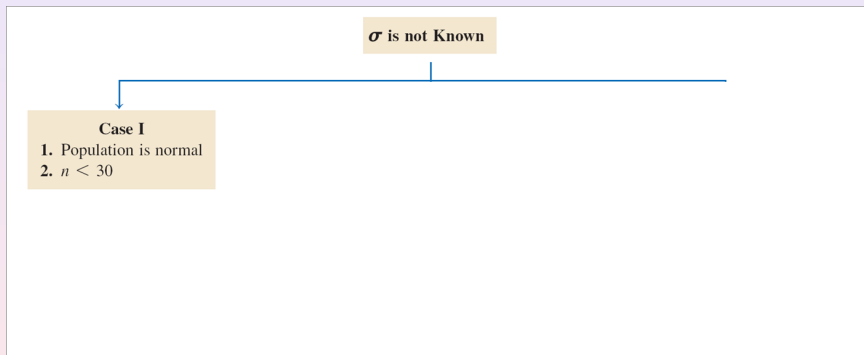 σ is not Known
Case I
1. Population is normal
2. n < 30